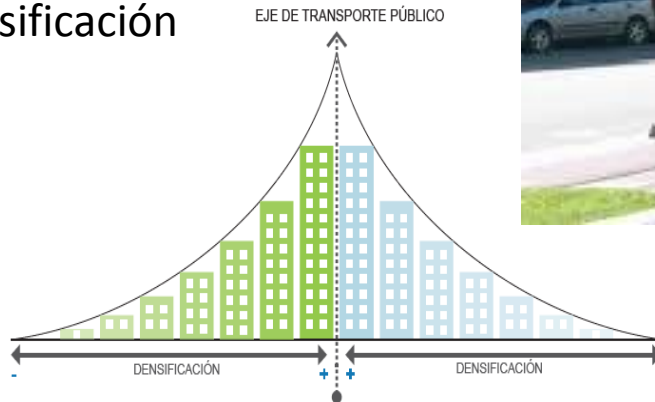 sificación
EJE DE TRANSPORTE PÚBLICO
DENSIFICACIÓN
DENSIFICACIÓN
- + +